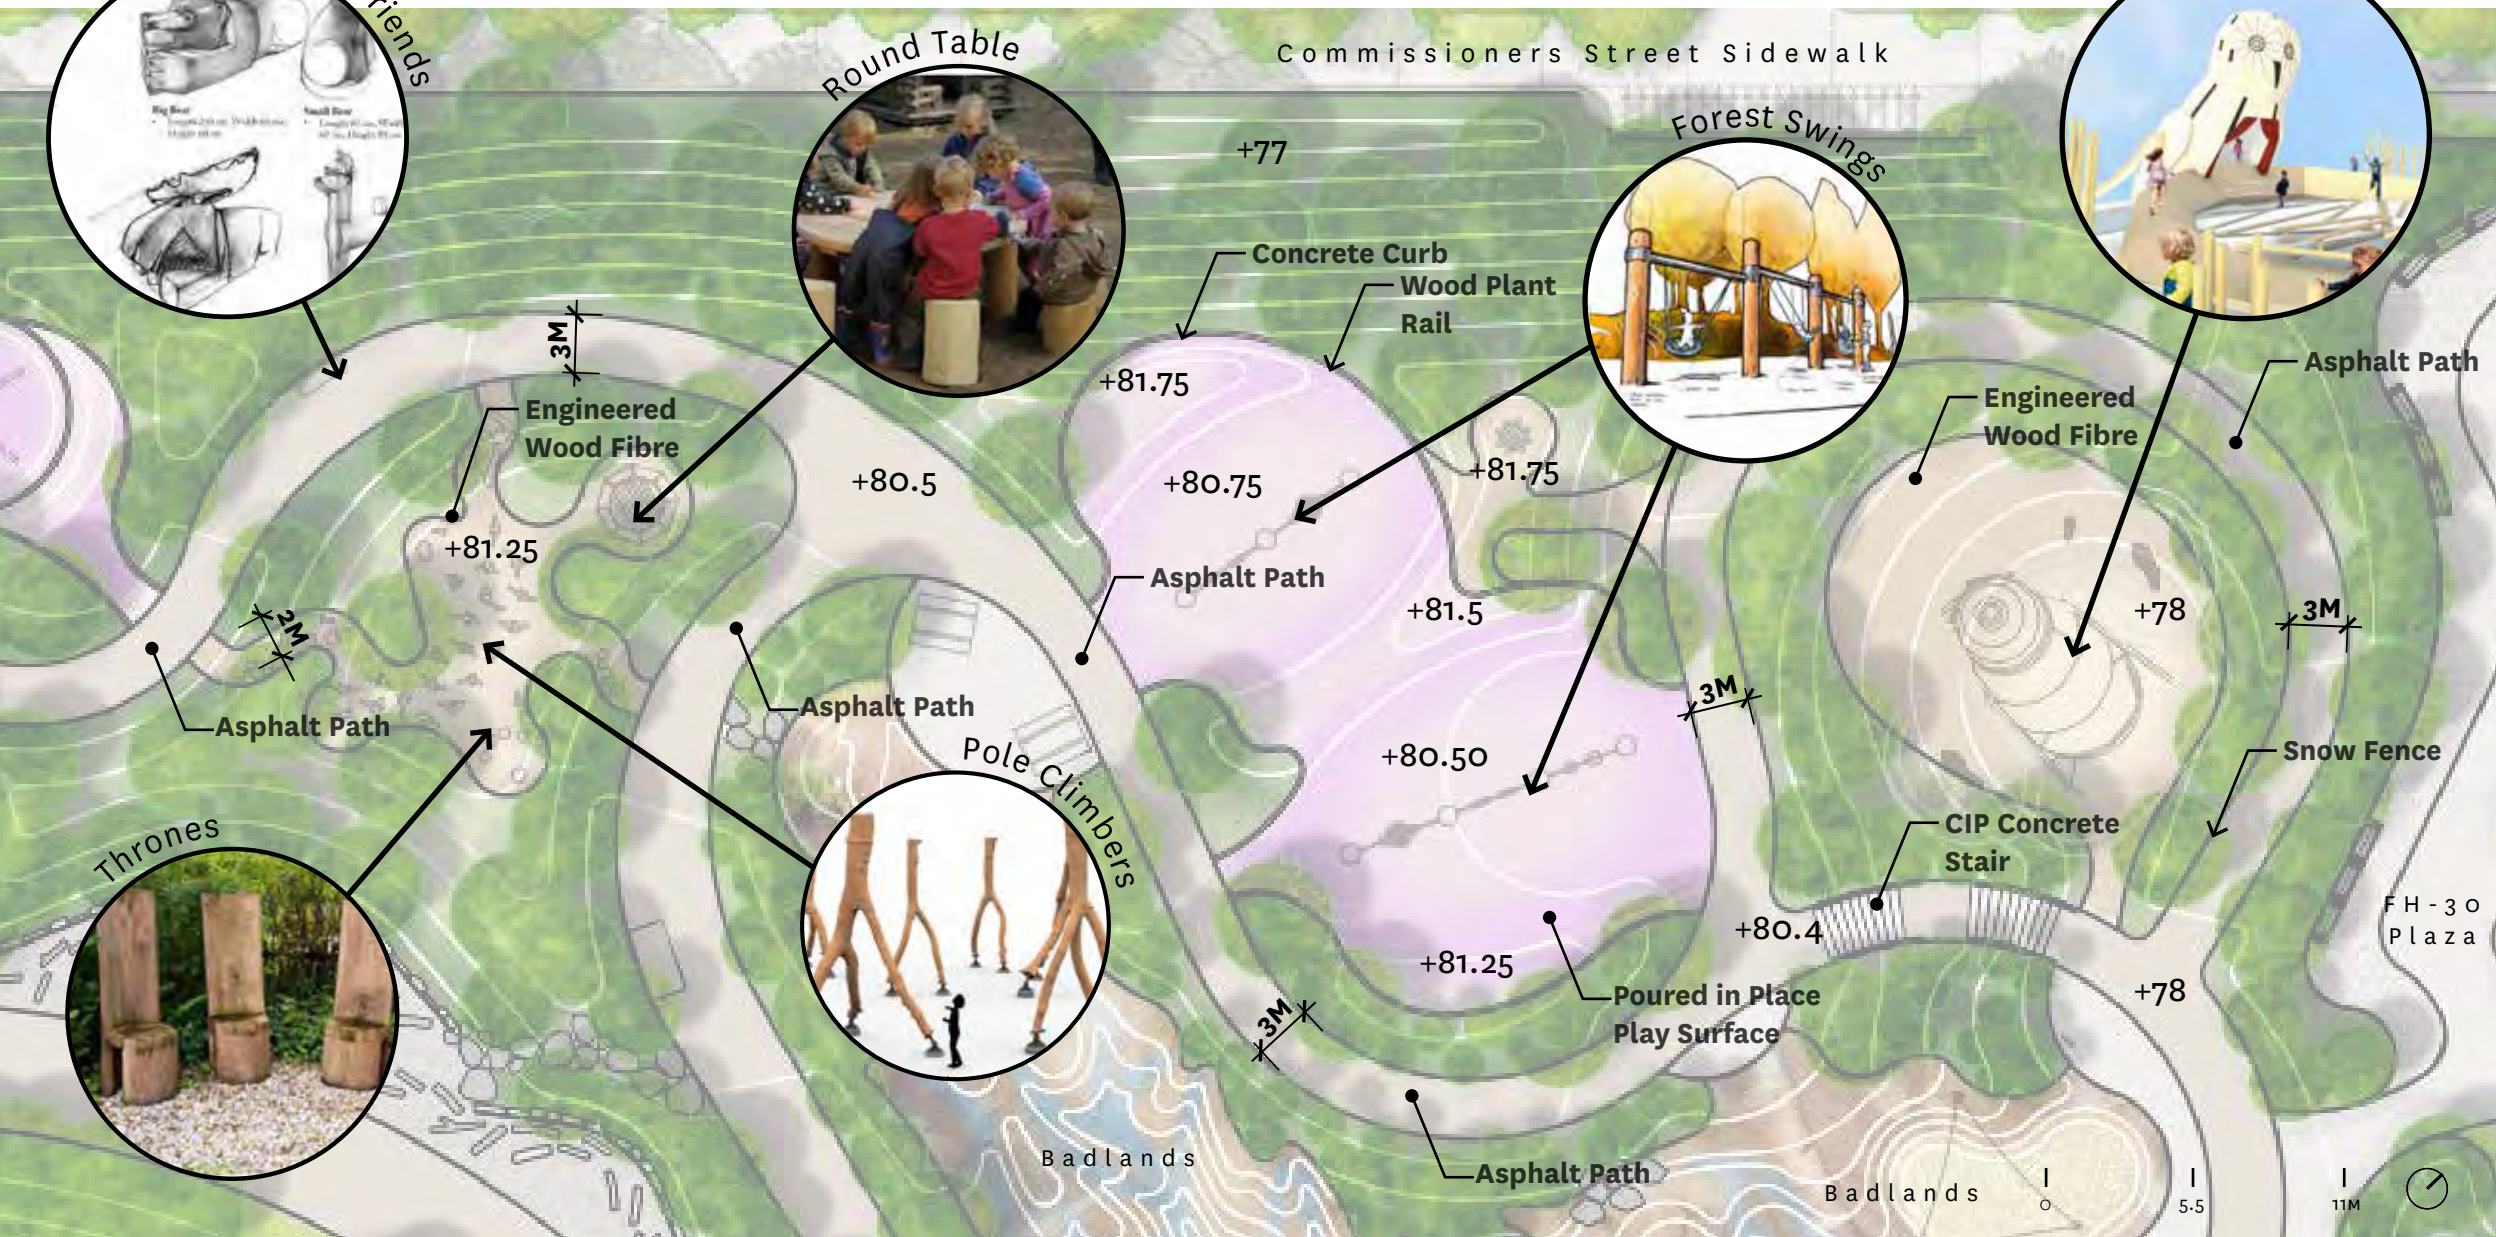 riends
Round Table
Commissioners Street Sidewalk
Forest Swings
Big Bear
Small Bear
+77
Concrete Curb
Wood Plant
Rail
3M
+81.75
Asphalt Path
Engineered
Wood Fibre
Engineered
Wood Fibre
+80.5
+80.75
+81.75
+81.25
Asphalt Path
+81.5
+78
3M
2M
3M
Asphalt Path
Asphalt Path
Pole Climbers
+80.50
Snow Fence
Thrones
CIP Concrete
Stair
+80.4
FH-30
Plaza
+81.25
+78
Poured in Place
Play Surface
3M
Badlands
Asphalt Path
Badlands
0
5.5
11M